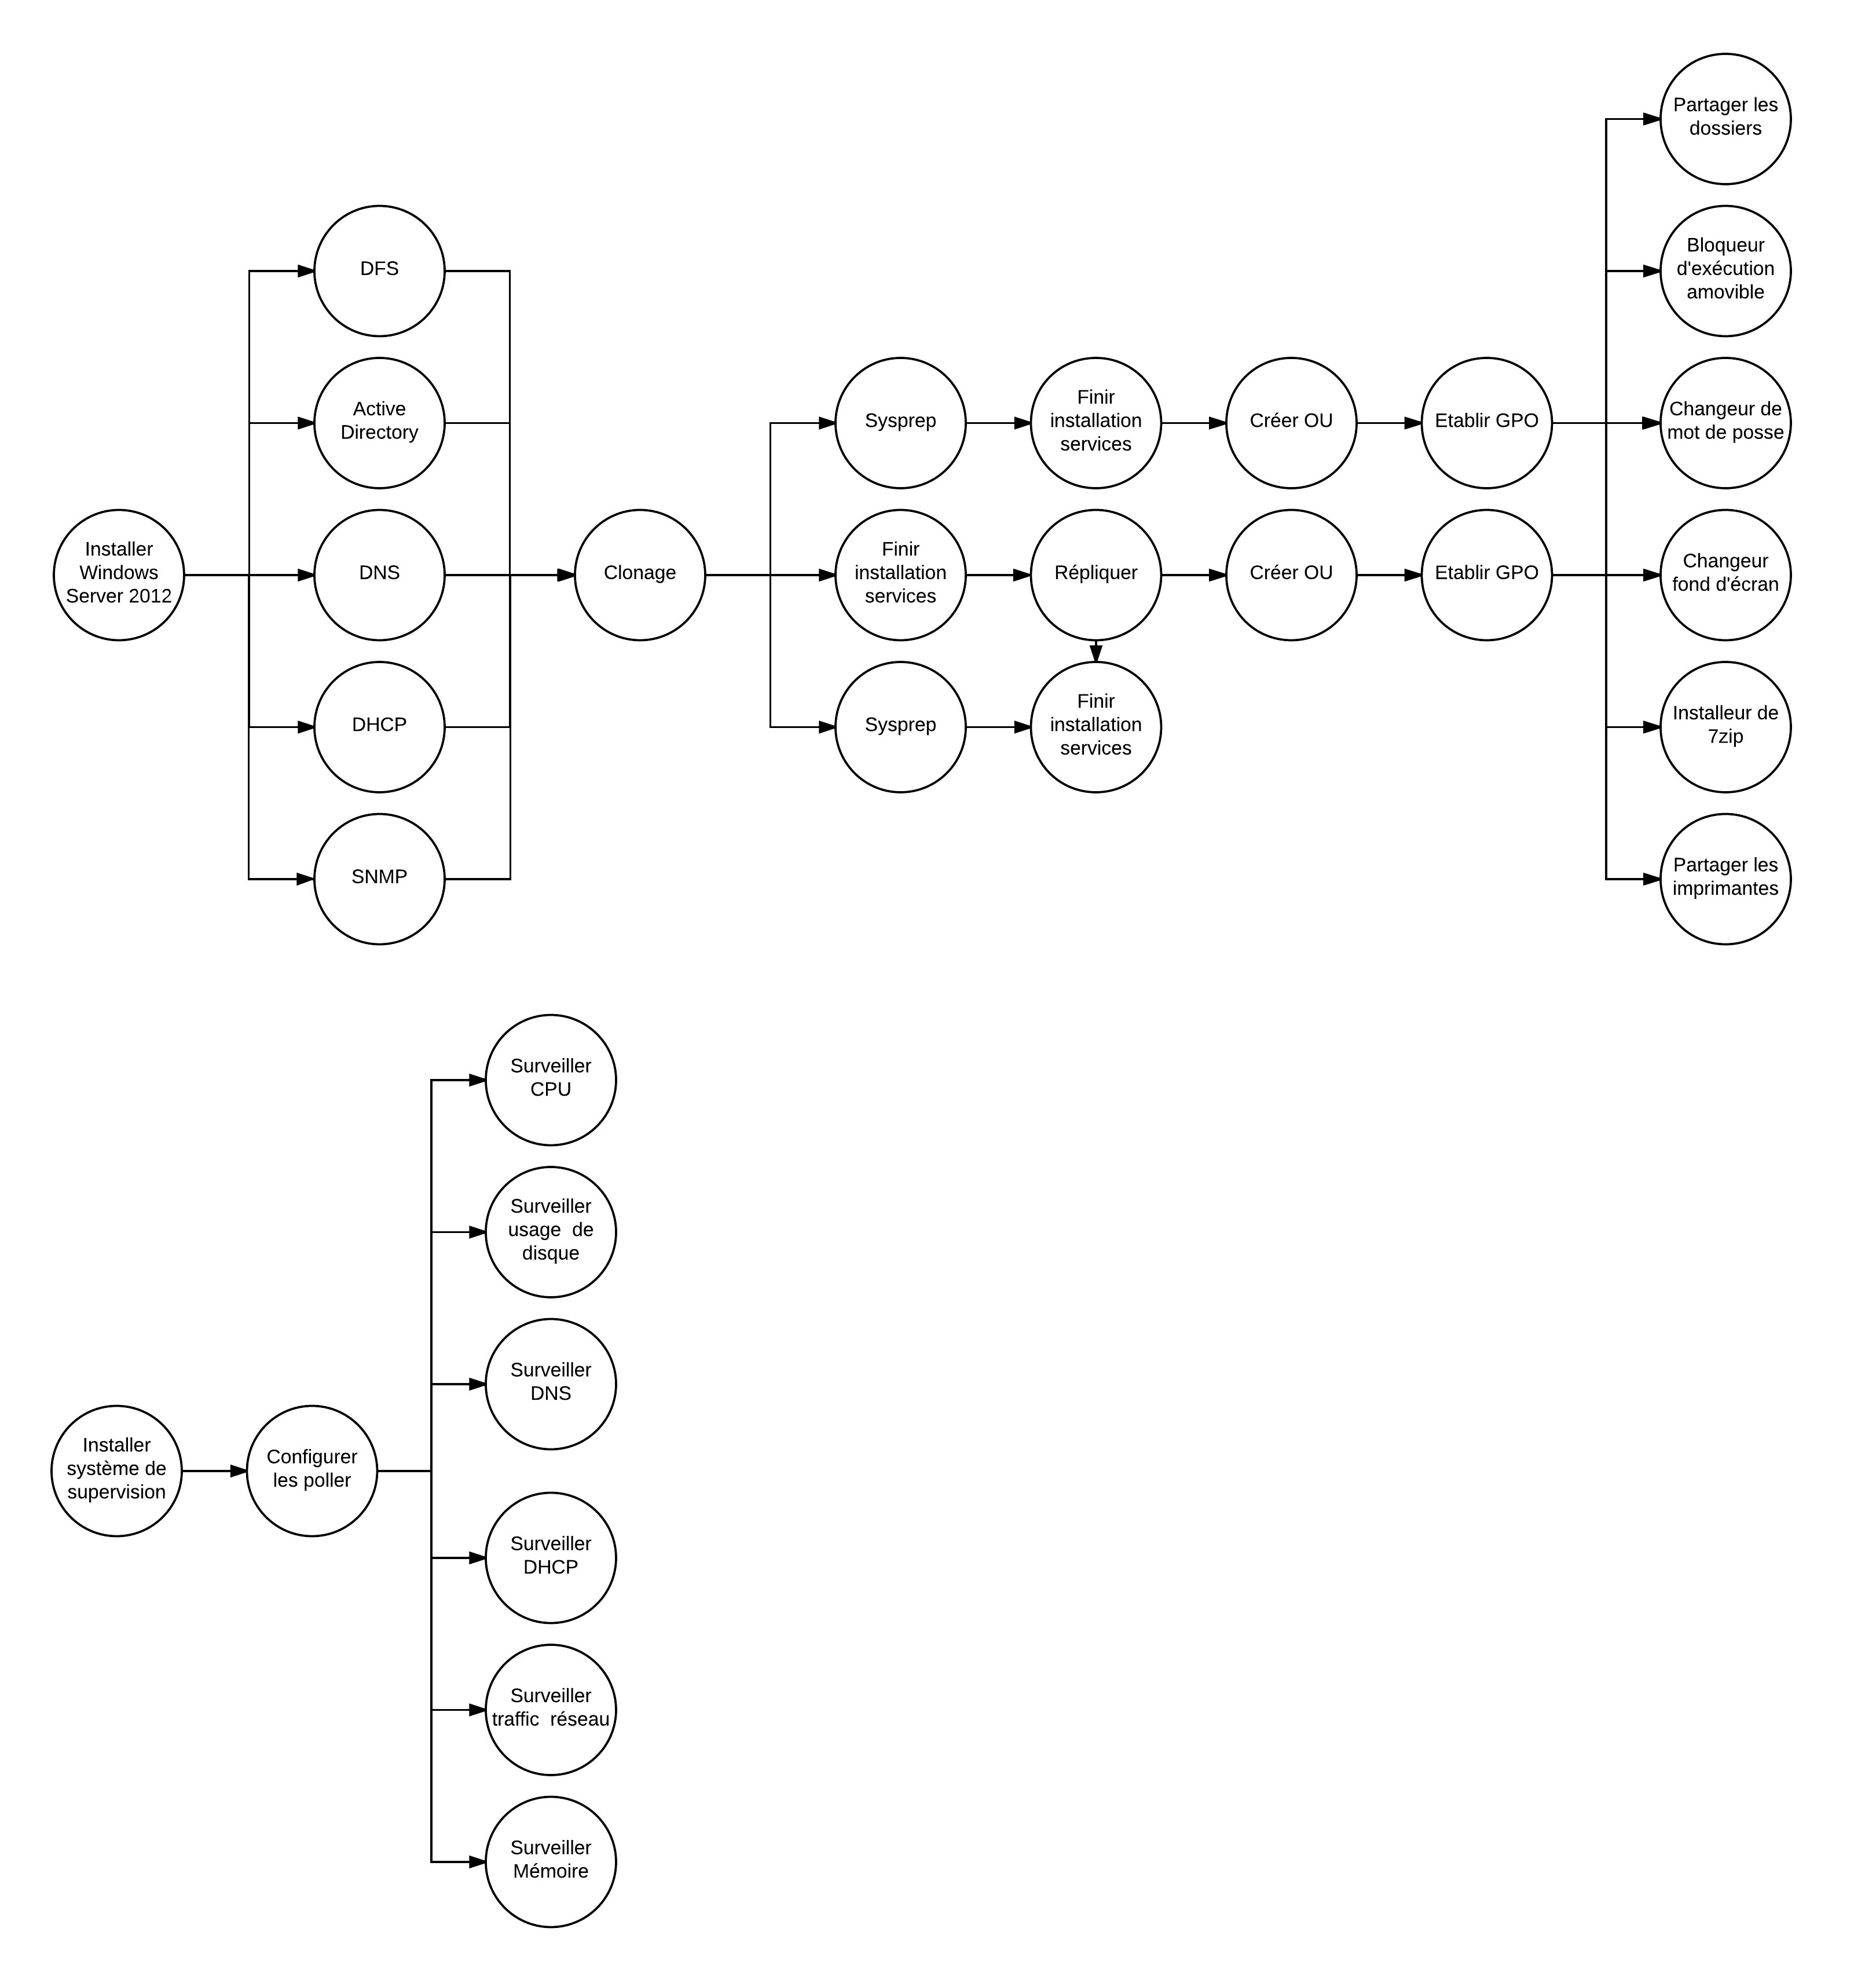 Installer
Windows
Server 2012
DFS
Active
Directory
DNS
DHCP
SNMP
Clonage
Sysprep
Finir
installation
services
Créer OU
Etablir GPO
Finir
installation
services
Répliquer
Créer OU
Etablir GPO
Sysprep
Finir
installation
services
Partager les
dossiers
Bloqueur
d'exécution
amovible
Changeur de
mot de posse
Changeur
fond d'écran
Installeur de
7zip
Partager les
imprimantes
Installer
système de
supervision
Configurer
les poller
Surveiller
CPU
Surveiller
usage de
disque
Surveiller
DNS
Surveiller
DHCP
Surveiller
traffic réseau
Surveiller
Mémoire